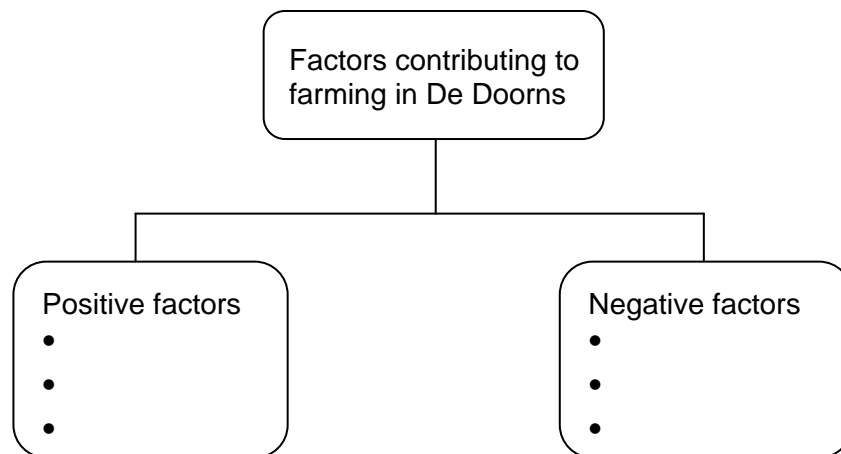 Factors contributing to
farming in De Doorns
Positive factors
•
•
•
Negative factors
•
•
•